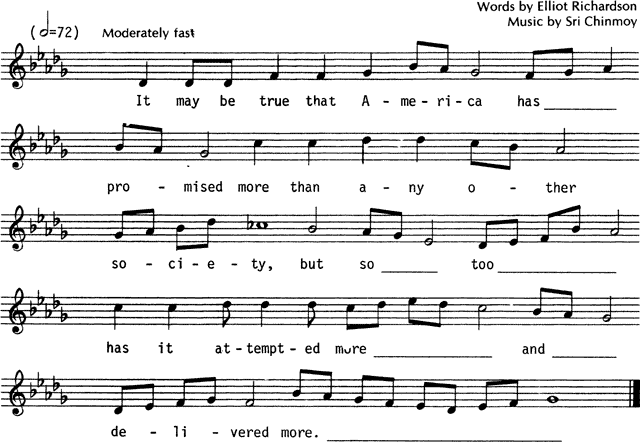 Words by Elliot Richardson
(♩=72) Moderately fast Music by Sri Chinmoy
It may be true that A - me - ri - ca has
pro - mised more than a - ny o - ther
so - ci - e - ty, but so too
has it at - tempt - ed more and
de - li - vered more.